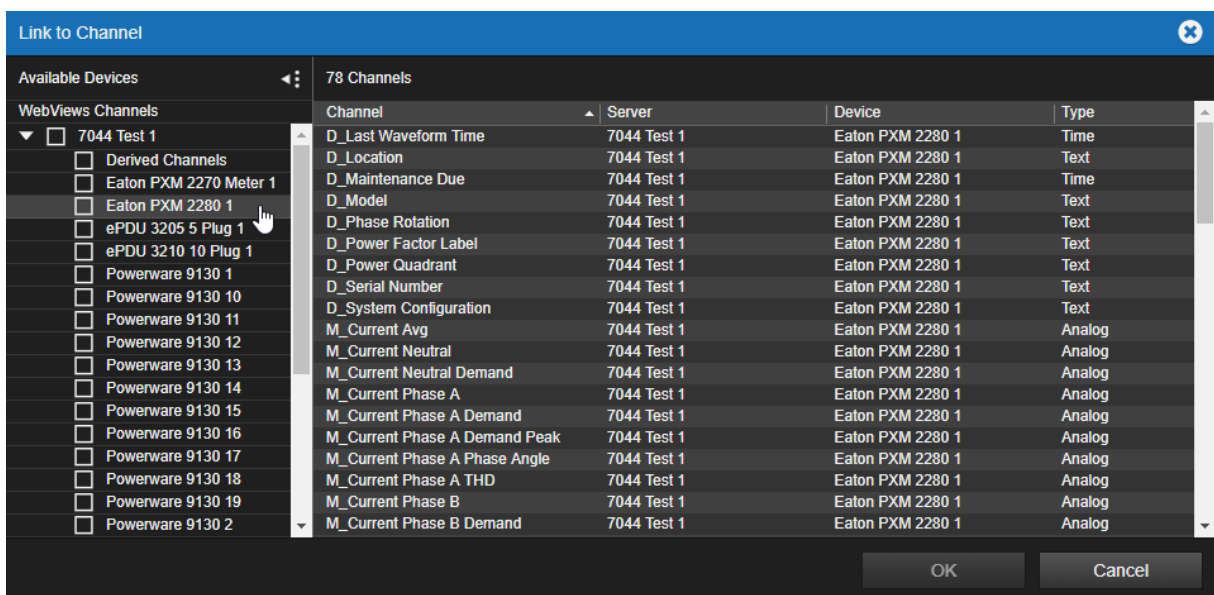 Link to Channel
Available Devices
78 Channels
WebViews Channels
Channel Server Device Type
7044 Test 1
Derived Channels
Eaton PXM 2270 Meter 1
Eaton PXM 2280 1
ePDU 3205 5 Plug 1
ePDU 3210 10 Plug 1
Powerware 9130 1
Powerware 9130 10
Powerware 9130 11
Powerware 9130 12
Powerware 9130 13
Powerware 9130 14
Powerware 9130 15
Powerware 9130 16
Powerware 9130 17
Powerware 9130 18
Powerware 9130 19
Powerware 9130 2
D_Last Waveform Time 7044 Test 1 Eaton PXM 2280 1 Time
D_Location 7044 Test 1 Eaton PXM 2280 1 Text
D_Maintenance Due 7044 Test 1 Eaton PXM 2280 1 Time
D_Model 7044 Test 1 Eaton PXM 2280 1 Text
D_Phase Rotation 7044 Test 1 Eaton PXM 2280 1 Text
D_Power Factor Label 7044 Test 1 Eaton PXM 2280 1 Text
D_Power Quadrant 7044 Test 1 Eaton PXM 2280 1 Text
D_Serial Number 7044 Test 1 Eaton PXM 2280 1 Text
D_System Configuration 7044 Test 1 Eaton PXM 2280 1 Text
M_Current Avg 7044 Test 1 Eaton PXM 2280 1 Analog
M_Current Neutral 7044 Test 1 Eaton PXM 2280 1 Analog
M_Current Neutral Demand 7044 Test 1 Eaton PXM 2280 1 Analog
M_Current Phase A 7044 Test 1 Eaton PXM 2280 1 Analog
M_Current Phase A Demand 7044 Test 1 Eaton PXM 2280 1 Analog
M_Current Phase A Demand Peak 7044 Test 1 Eaton PXM 2280 1 Analog
M_Current Phase A Phase Angle 7044 Test 1 Eaton PXM 2280 1 Analog
M_Current Phase A THD 7044 Test 1 Eaton PXM 2280 1 Analog
M_Current Phase B 7044 Test 1 Eaton PXM 2280 1 Analog
M_Current Phase B Demand 7044 Test 1 Eaton PXM 2280 1 Analog
OK Cancel